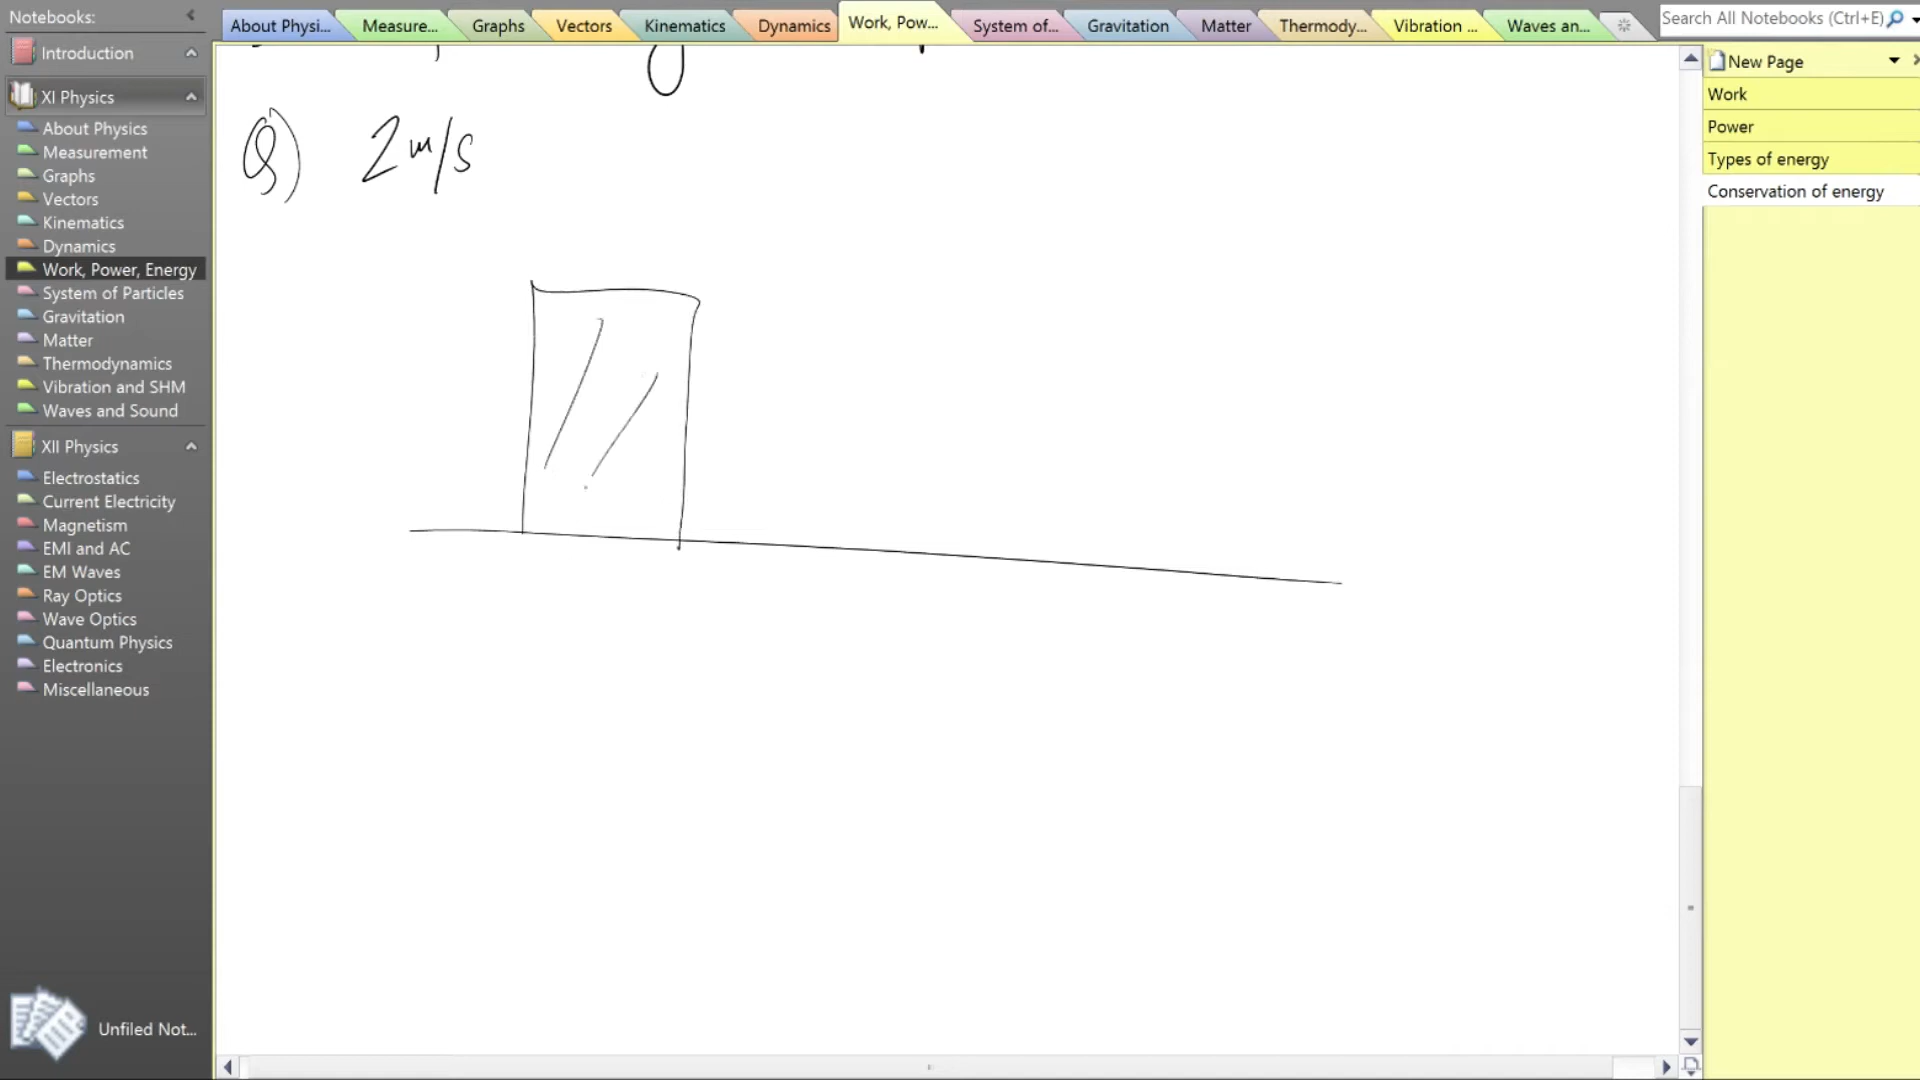 Notebooks:
Introduction
XI Physics
About Physics
Measurement
Graphs
Vectors
Kinematics
Dynamics
Work, Power, Energy
System of Particles
Gravitation
Matter
Thermodynamics
Vibration and SHM
Waves and Sound
XII Physics
Electrostatics
Current Electricity
Magnetism
EMI and AC
EM Waves
Ray Optics
Wave Optics
Quantum Physics
Electronics
Miscellaneous
Unfiled Not...
About Physi... Measure... Graphs Vectors Kinematics Dynamics Work, Pow... System of... Gravitation Matter Thermody... Vibration ... Waves an...
Q) 2 m/s
Search All Notebooks (Ctrl+E)
New Page
Work
Power
Types of energy
Conservation of energy